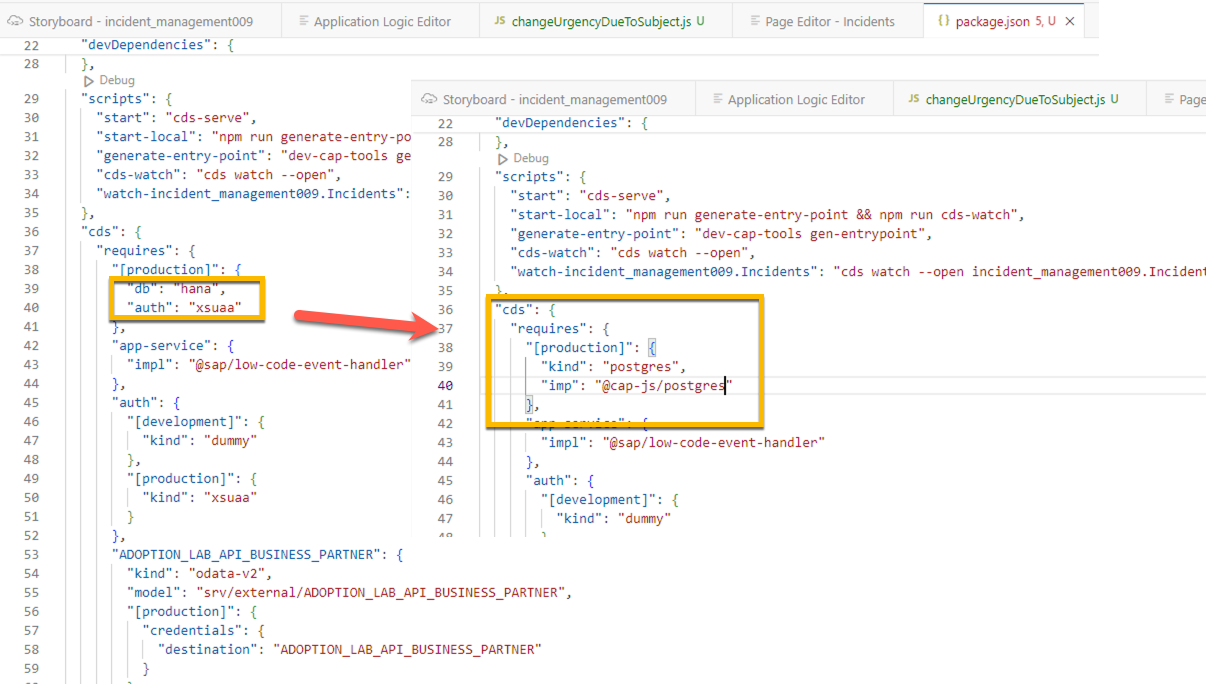 Storyboard - incident_management009
Application Logic Editor
JS changeUrgencyDueToSubject.js U
Page Editor - Incidents
{} package.json 5, U ×
22 "devDependencies": {
28 },
Debug
29 "scripts": {
30 "start": "cds-serve",
31 "start-local": "npm run generate-entry-po
32 "generate-entry-point": "dev-cap-tools ge
33 "cds-watch": "cds watch --open",
34 "watch-incident_management009.Incidents":
35 },
36 "cds": {
37 "requires": {
38 "[production]": {
39 "db": "hana",
40 "auth": "xsuaa"
41 },
42 "app-service": {
43 "impl": "@sap/low-code-event-handler"
44 },
45 "auth": {
46 "[development]": {
47 "kind": "dummy"
48 },
49 "[production]": {
50 "kind": "xsuaa"
51 }
52 },
53 "ADOPTION_LAB_API_BUSINESS_PARTNER": {
54 "kind": "odata-v2",
55 "model": "srv/external/ADOPTION_LAB_API_BUSINESS_PARTNER",
56 "[production]": {
57 "credentials": {
58 "destination": "ADOPTION_LAB_API_BUSINESS_PARTNER"
59 }
Storyboard - incident_management009
Application Logic Editor
JS changeUrgencyDueToSubject.js U
Page
22 "devDependencies": {
28 },
Debug
29 "scripts": {
30 "start": "cds-serve",
31 "start-local": "npm run generate-entry-point && npm run cds-watch",
32 "generate-entry-point": "dev-cap-tools gen-entrypoint",
33 "cds-watch": "cds watch --open",
34 "watch-incident_management009.Incidents": "cds watch --open incident_management009.Inciden
35 },
36 "cds": {
37 "requires": {
38 "[production]": {
39 "kind": "postgres",
40 "imp": "@cap-js/postgres"
41 },
42 "app-service": {
43 "impl": "@sap/low-code-event-handler"
44 },
45 "auth": {
46 "[development]": {
47 "kind": "dummy"
48 }